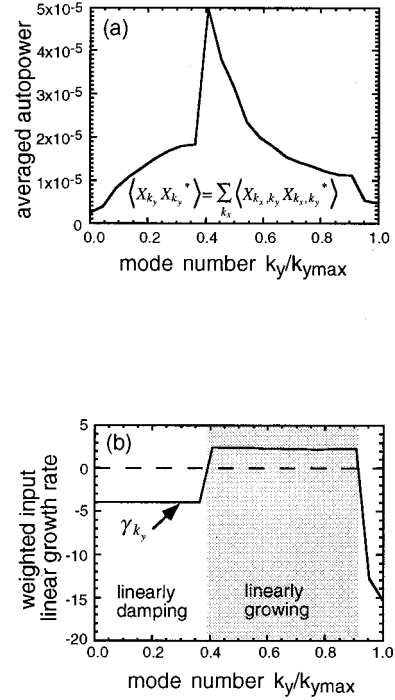 (a)
averaged autopower
5x10-5
4x10-5
3x10-5
2x10-5
1x10-5
⟨X_{k_y} X_{k_y}^*⟩ = ∑_{k_x} ⟨X_{k_x,k_y} X_{k_x,k_y}^*⟩
0.0 0.2 0.4 0.6 0.8 1.0
mode number k_y/k_ymax
(b)
weighted input
linear growth rate
5
0
-5
-10
-15
-20
γ_{k_y}
linearly
damping
linearly
growing
0.0 0.2 0.4 0.6 0.8 1.0
mode number k_y/k_ymax